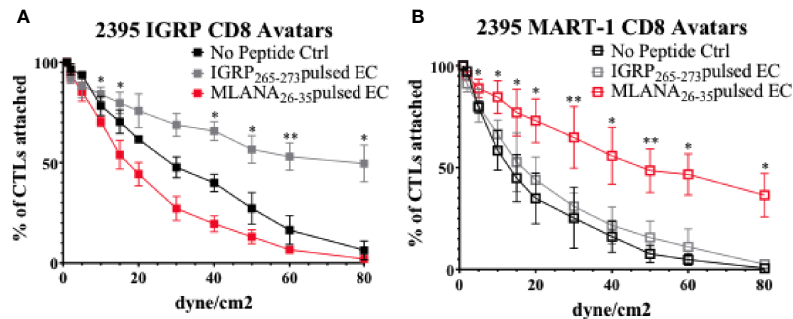 A
2395 IGRP CD8 Avatars
No Peptide Ctrl
IGRP265-273pulsed EC
MLANA26-35pulsed EC
* * * * ** *
% of CTLs attached
100
50
0
0 20 40 60 80
dyne/cm2
B
2395 MART-1 CD8 Avatars
No Peptide Ctrl
IGRP265-273pulsed EC
MLANA26-35pulsed EC
* * * * ** * ** * *
% of CTLs attached
100
50
0
0 20 40 60 80
dyne/cm2